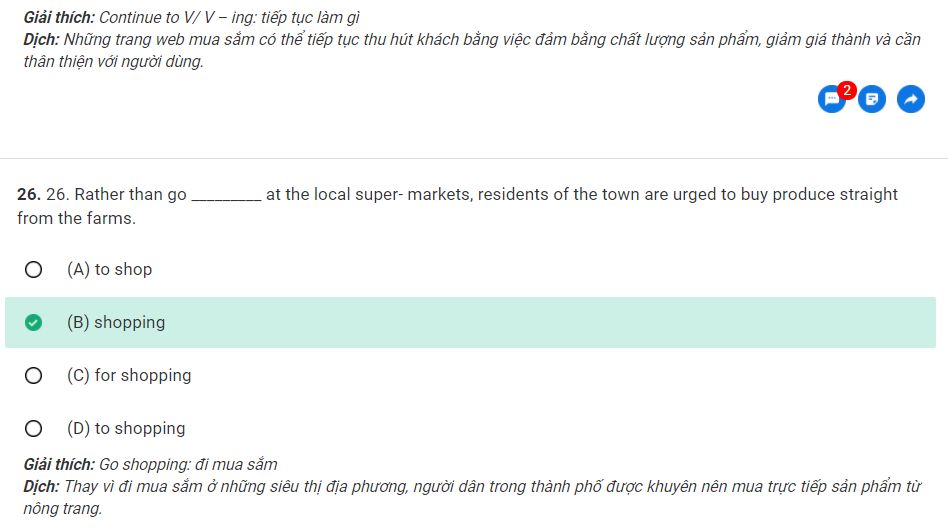 Giải thích: Continue to V/ V – ing: tiếp tục làm gì
Dịch: Những trang web mua sắm có thể tiếp tục thu hút khách bằng việc đảm bằng chất lượng sản phẩm, giảm giá thành và cần
thân thiện với người dùng.
2
26. 26. Rather than go _________ at the local super- markets, residents of the town are urged to buy produce straight
from the farms.
(A) to shop
(B) shopping
(C) for shopping
(D) to shopping
Giải thích: Go shopping: đi mua sắm
Dịch: Thay vì đi mua sắm ở những siêu thị địa phương, người dân trong thành phố được khuyên nên mua trực tiếp sản phẩm từ
nông trang.